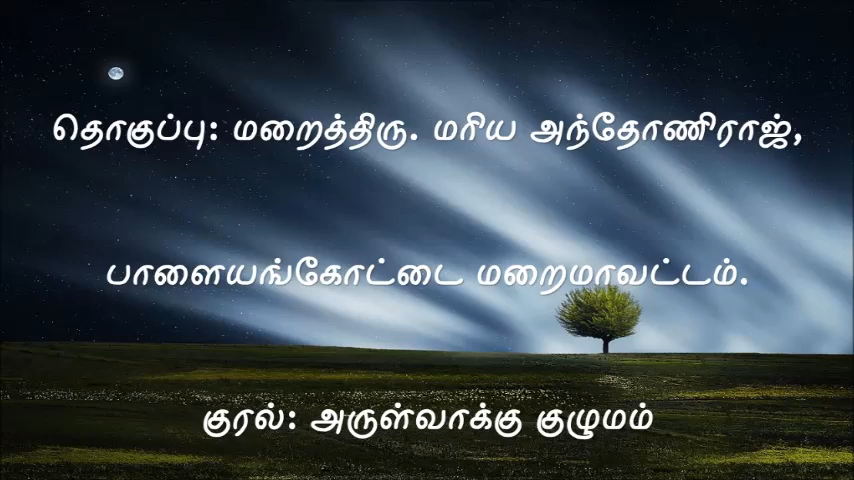 தொகுப்பு: மறைத்திரு. மரிய அந்தோணிராஜ்,
பாளையங்கோட்டை மறைமாவட்டம்.
குரல்: அருள்வாக்கு குழுமம்